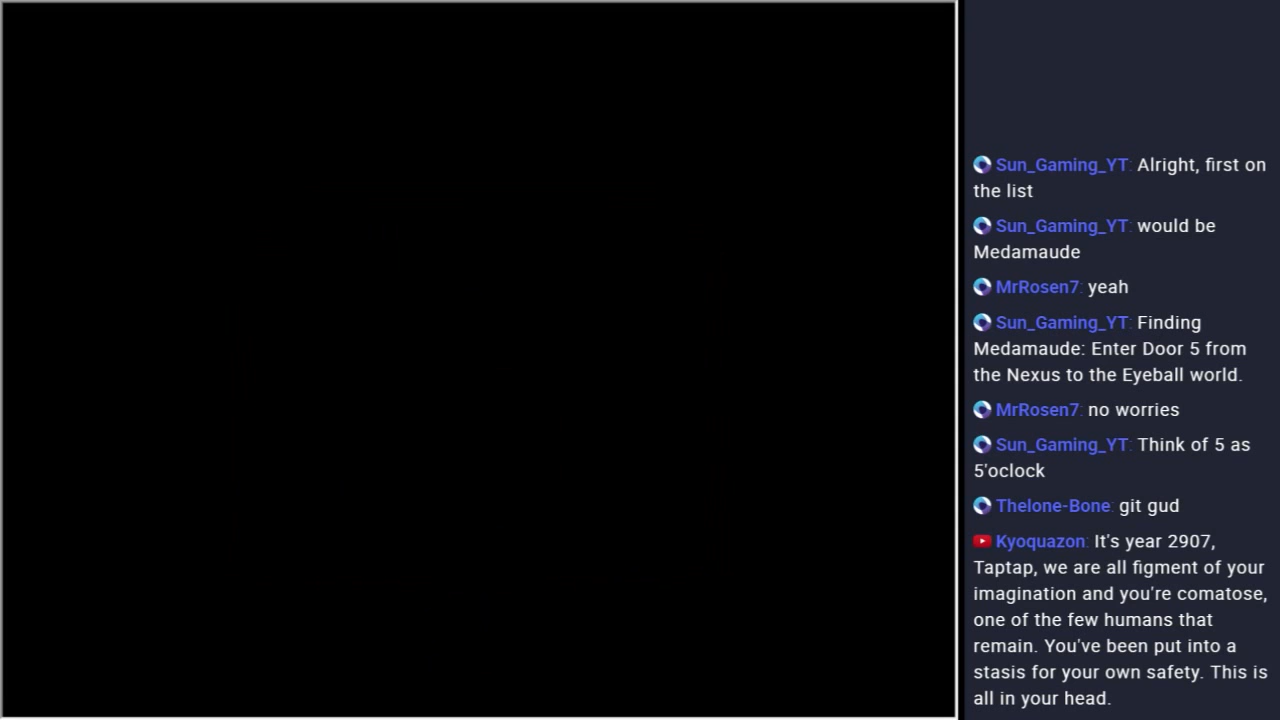 Sun_Gaming_YT: Alright, first on
the list
Sun_Gaming_YT: would be
Medamaude
MrRosen7: yeah
Sun_Gaming_YT: Finding
Medamaude: Enter Door 5 from
the Nexus to the Eyeball world.
MrRosen7: no worries
Sun_Gaming_YT: Think of 5 as
5'oclock
Thelone-Bone: git gud
Kyoquazon: It's year 2907,
Taptap, we are all figment of your
imagination and you're comatose,
one of the few humans that
remain. You've been put into a
stasis for your own safety. This is
all in your head.